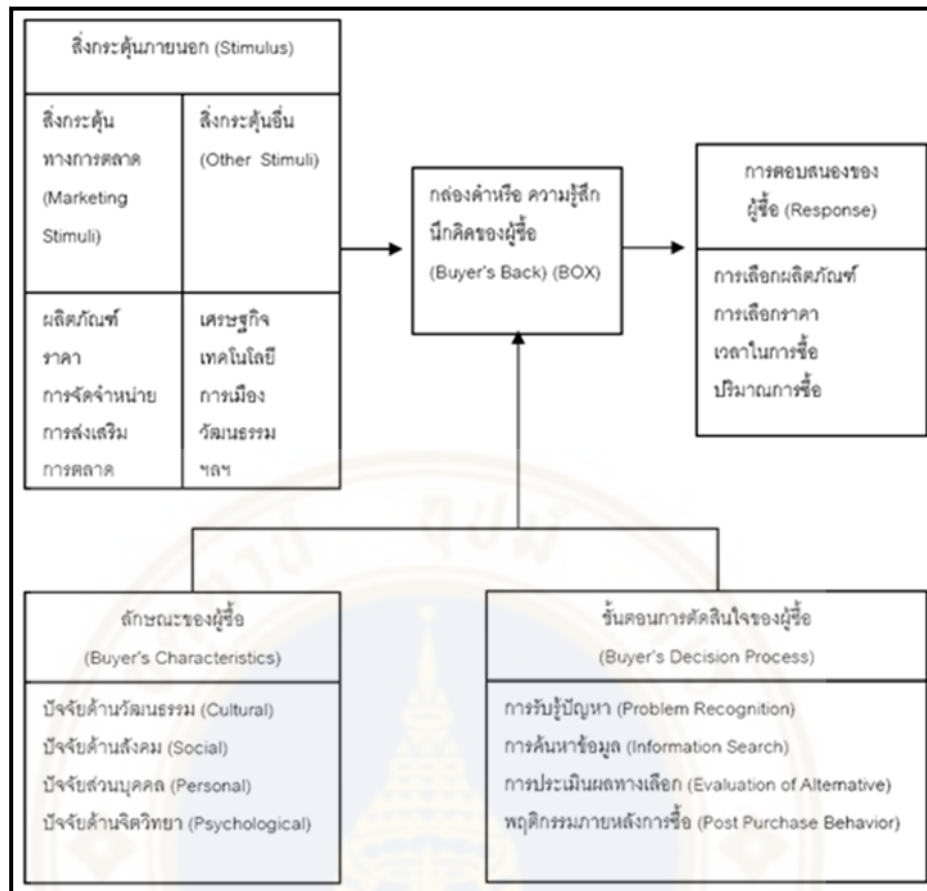 สิ่งกระตุ้นภายนอก (Stimulus)
สิ่งกระตุ้น
ทางการตลาด
(Marketing
Stimuli)
สิ่งกระตุ้นอื่น
(Other Stimuli)
ผลิตภัณฑ์
ราคา
การจัดจำหน่าย
การส่งเสริม
การตลาด
เศรษฐกิจ
เทคโนโลยี
การเมือง
วัฒนธรรม
ฯลฯ
กล่องดำหรือ ความรู้สึก
นึกคิดของผู้ซื้อ
(Buyer's Back) (BOX)
การตอบสนองของ
ผู้ซื้อ (Response)
การเลือกผลิตภัณฑ์
การเลือกราคา
เวลาในการซื้อ
ปริมาณการซื้อ
ลักษณะของผู้ซื้อ
(Buyer's Characteristics)
ปัจจัยด้านวัฒนธรรม (Cultural)
ปัจจัยด้านสังคม (Social)
ปัจจัยส่วนบุคคล (Personal)
ปัจจัยด้านจิตวิทยา (Psychological)
ขั้นตอนการตัดสินใจของผู้ซื้อ
(Buyer's Decision Process)
การรับรู้ปัญหา (Problem Recognition)
การค้นหาข้อมูล (Information Search)
การประเมินผลทางเลือก (Evaluation of Alternative)
พฤติกรรมภายหลังการซื้อ (Post Purchase Behavior)